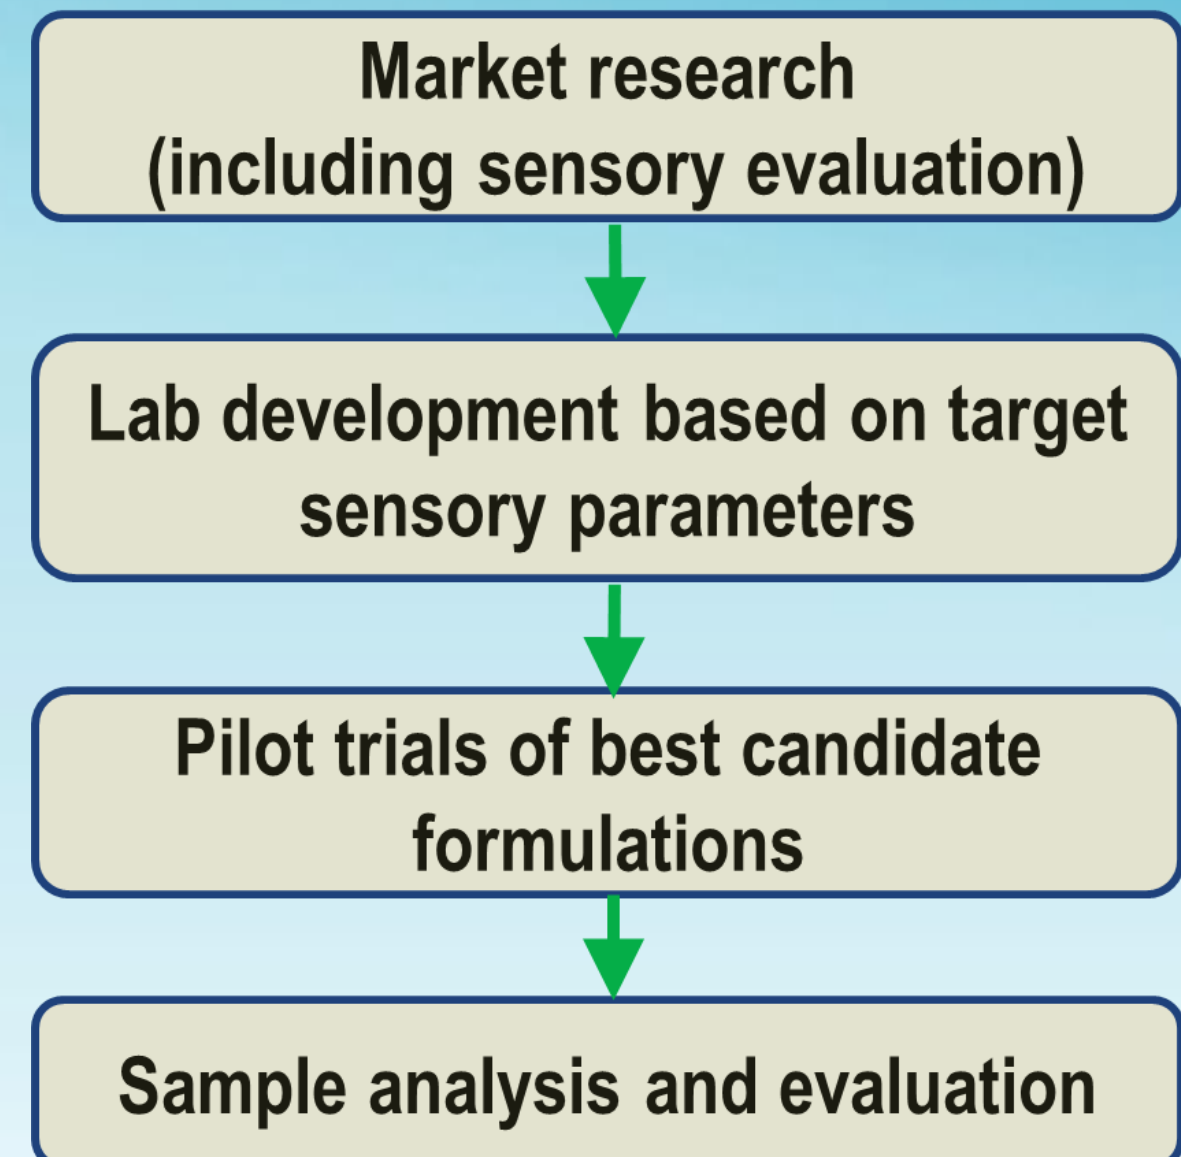 Market research
(including sensory evaluation)
Lab development based on target
sensory parameters
Pilot trials of best candidate
formulations
Sample analysis and evaluation